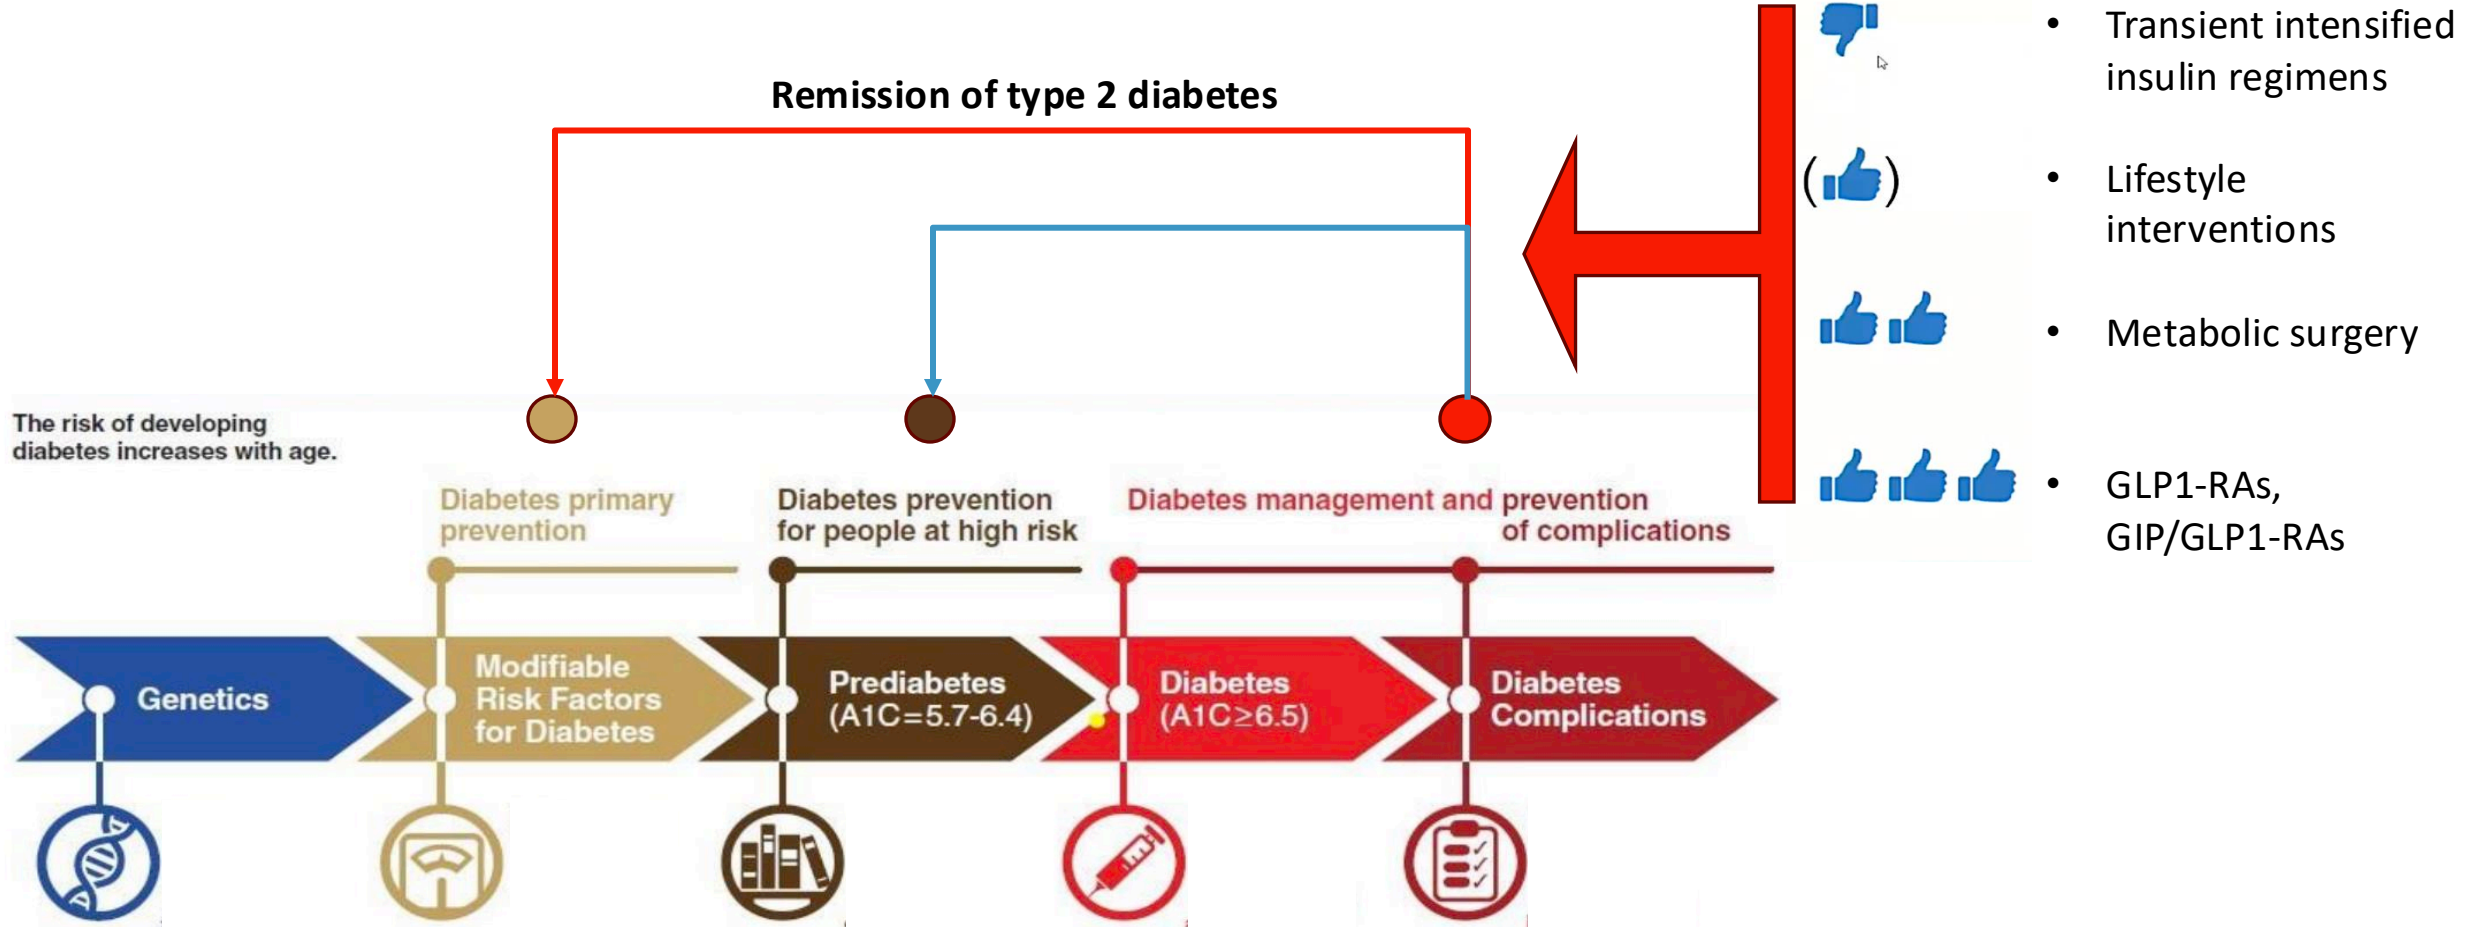 Remission of type 2 diabetes
• Transient intensified
insulin regimens
( )
• Lifestyle
interventions
• Metabolic surgery
• GLP1-RAs,
GIP/GLP1-RAs
The risk of developing
diabetes increases with age.
Diabetes primary
prevention
Diabetes prevention
for people at high risk
Diabetes management and prevention
of complications
Genetics
Modifiable
Risk Factors
for Diabetes
Prediabetes
(A1C=5.7-6.4)
Diabetes
(A1C≥6.5)
Diabetes
Complications